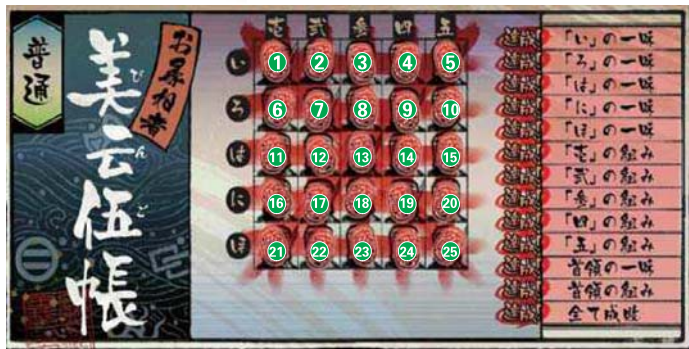 普通
お尋相者
美云伍帳
びんご
壱 弐 参 四 五
い ① ② ③ ④ ⑤
ろ ⑥ ⑦ ⑧ ⑨ ⑩
は ⑪ ⑫ ⑬ ⑭ ⑮
に ⑯ ⑰ ⑱ ⑲ ⑳
ほ ㉑ ㉒ ㉓ ㉔ ㉕
「い」の一味
「ろ」の一味
「は」の一味
「に」の一味
「ほ」の一味
「壱」の組み
「弐」の組み
「参」の組み
「四」の組み
「五」の組み
首領の一味
首領の組み
全て成敗